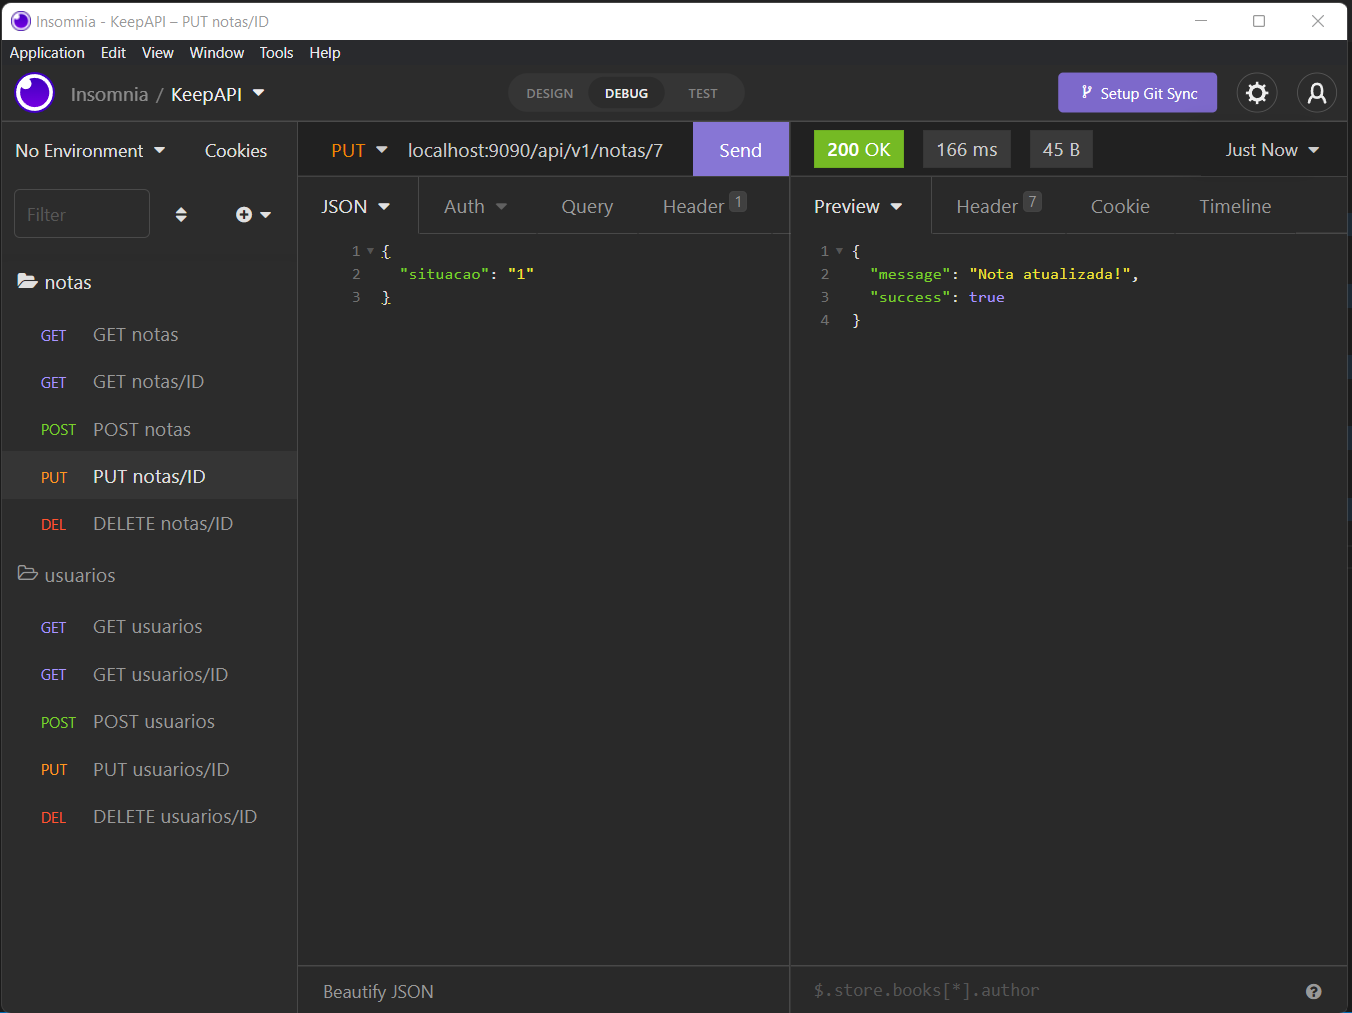 Insomnia - KeepAPI – PUT notas/ID
Application Edit View Window Tools Help
Insomnia / KeepAPI
DESIGN DEBUG TEST
Setup Git Sync
No Environment Cookies
Filter
notas
GET GET notas
GET GET notas/ID
POST POST notas
PUT PUT notas/ID
DEL DELETE notas/ID
usuarios
GET GET usuarios
GET GET usuarios/ID
POST POST usuarios
PUT PUT usuarios/ID
DEL DELETE usuarios/ID
PUT localhost:9090/api/v1/notas/7 Send
JSON Auth Query Header 1
1 {
2 "situacao": "1"
3 }
Beautify JSON
200 OK 166 ms 45 B Just Now
Preview Header 7 Cookie Timeline
1 {
2 "message": "Nota atualizada!",
3 "success": true
4 }
$.store.books[*].author